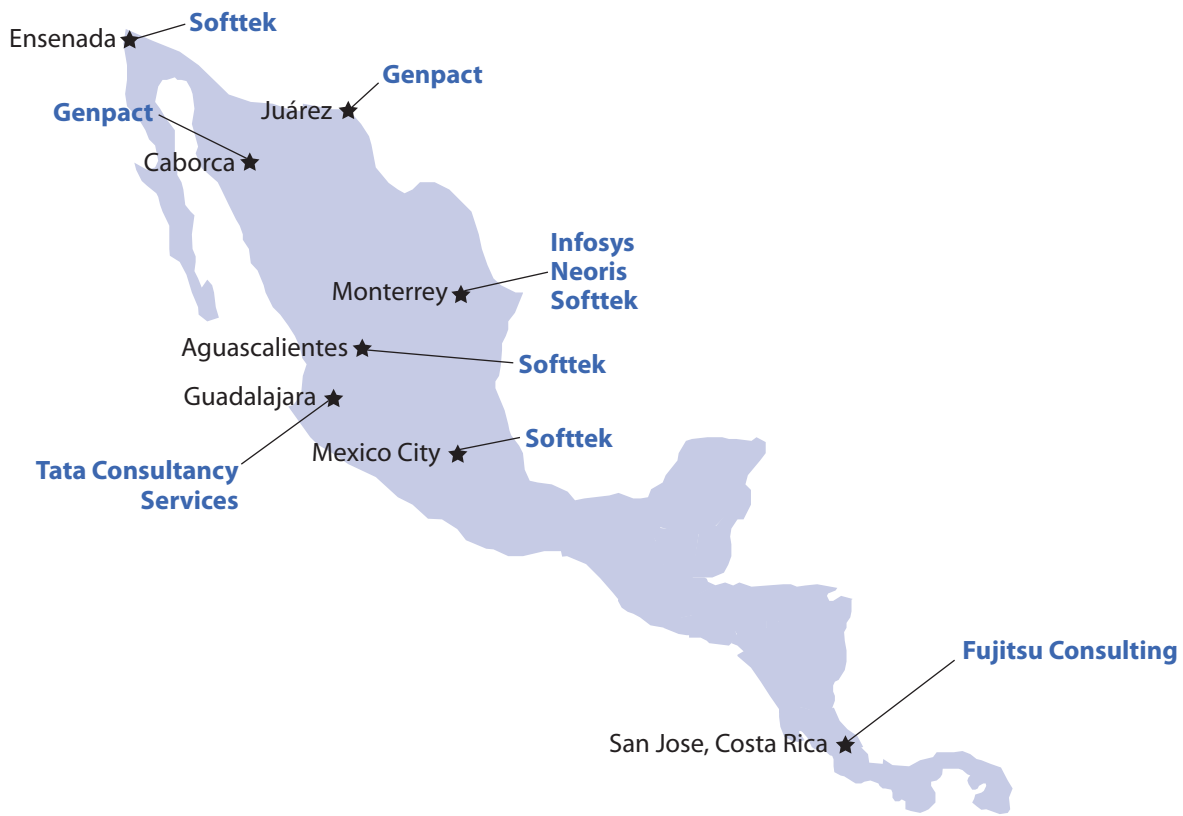 Softtek
Ensenada
Genpact
Juárez
Genpact
Caborca
Infosys
Neoris
Softtek
Monterrey
Aguascalientes
Softtek
Guadalajara
Softtek
Mexico City
Tata Consultancy
Services
Fujitsu Consulting
San Jose, Costa Rica